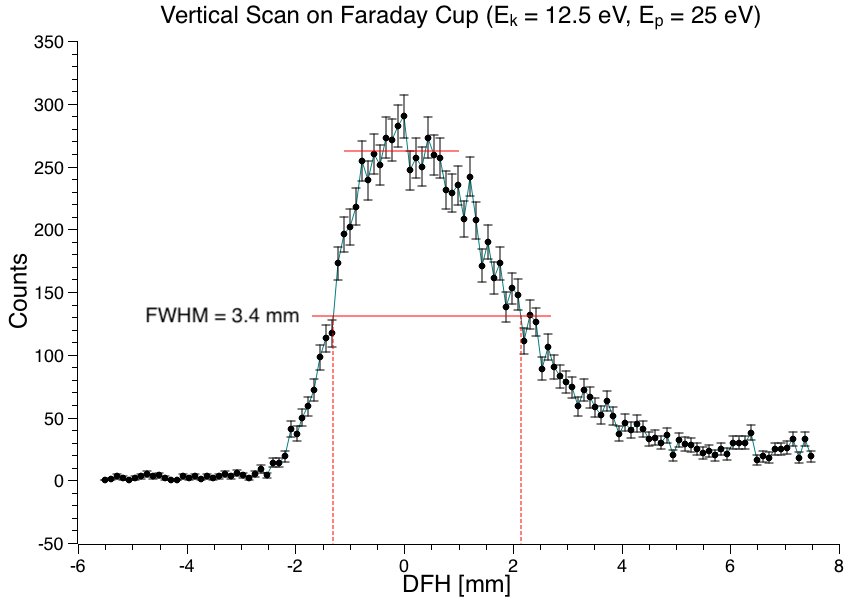 Vertical Scan on Faraday Cup (Eₖ = 12.5 eV, Eₚ = 25 eV)
350
300
250
200
150
100
50
0
-50
Counts
FWHM = 3.4 mm
-6 -4 -2 0 2 4 6 8
DFH [mm]